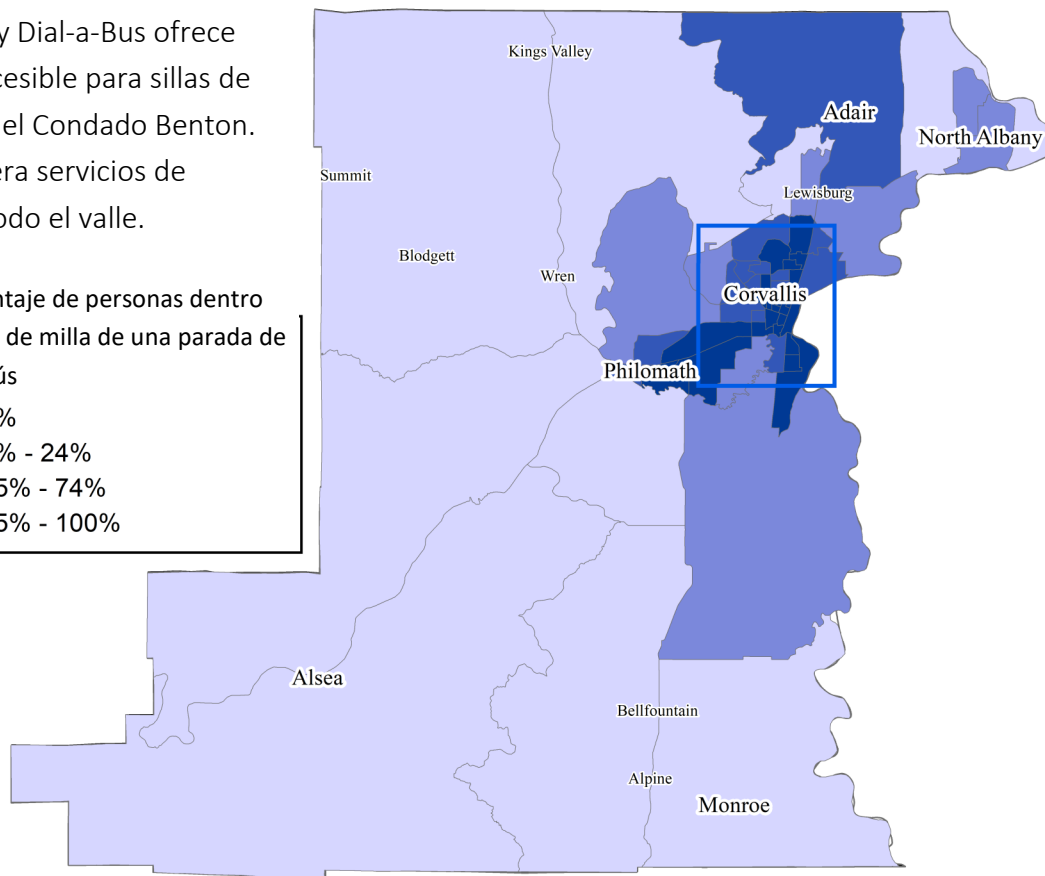 y Dial-a-Bus ofrece
cesible para sillas de
el Condado Benton.
era servicios de
odo el valle.
ntaje de personas dentro
de milla de una parada de
ús
%
% - 24%
5% - 74%
5% - 100%
Kings Valley
Adair
North Albany
Summit
Lewisburg
Blodgett
Wren
Corvallis
Philomath
Alsea
Bellfountain
Alpine
Monroe